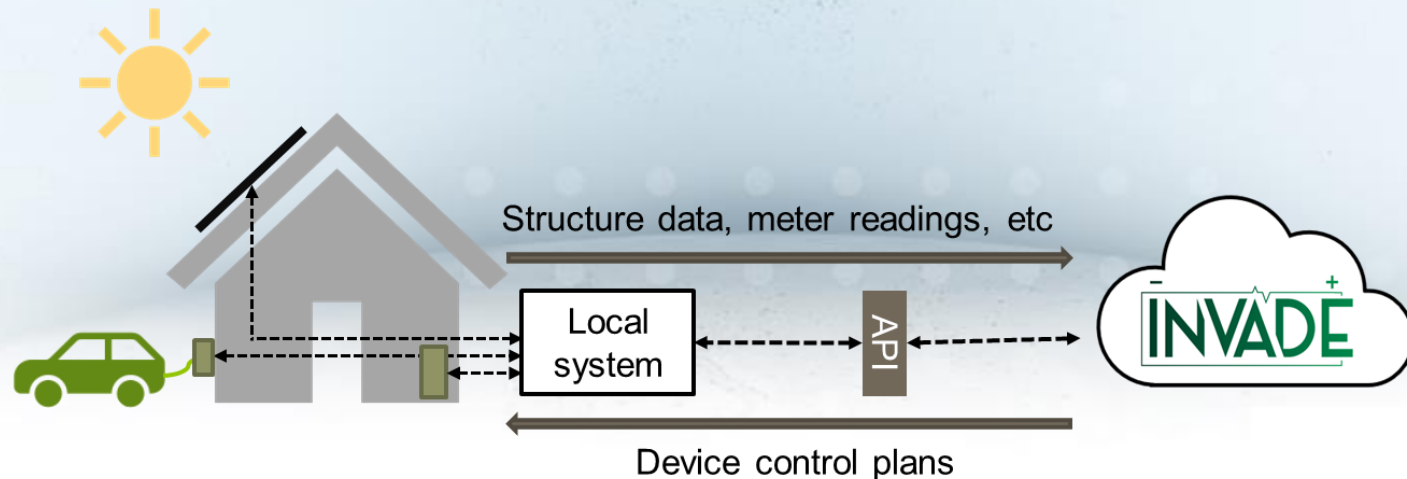 Structure data, meter readings, etc
Local
system
API
INVADE
Device control plans